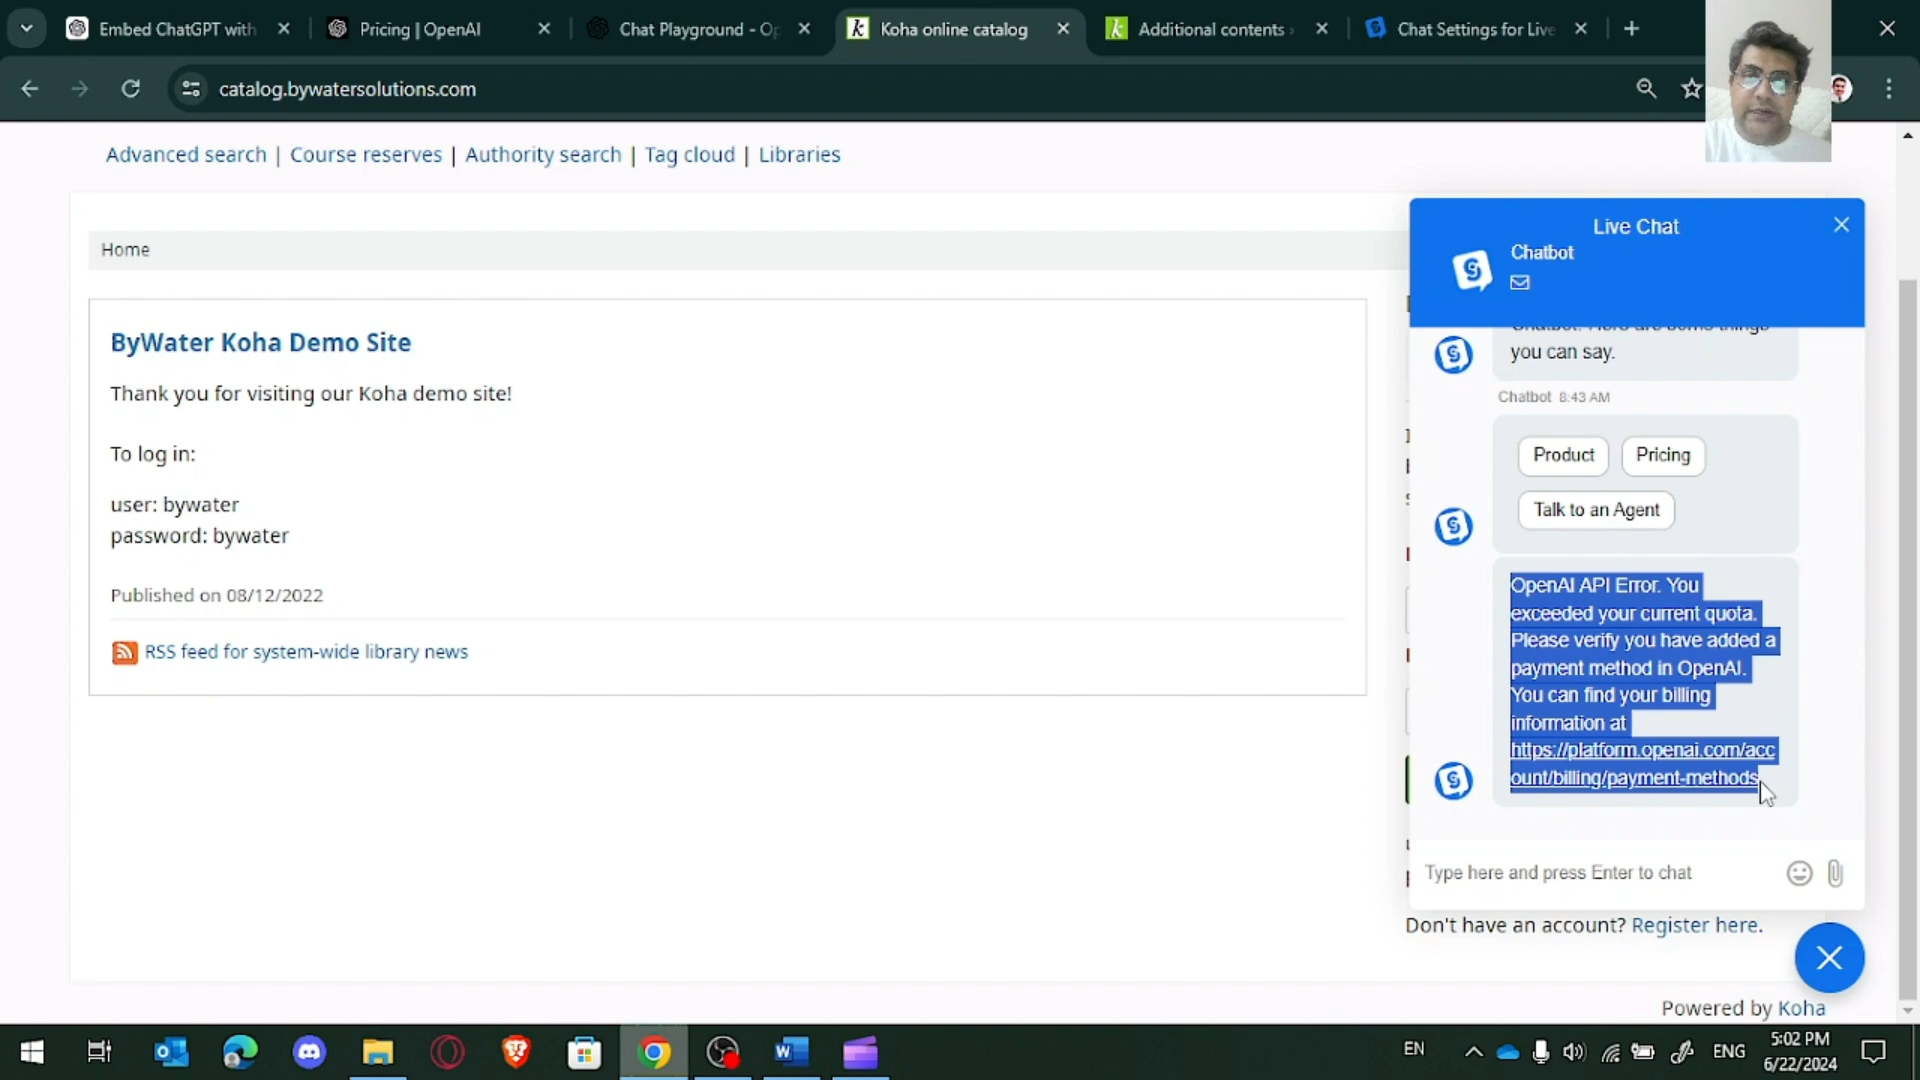 Embed ChatGPT with
Pricing | OpenAI
Chat Playground - Op
Koha online catalog
Additional contents ›
Chat Settings for Live
catalog.bywatersolutions.com
Advanced search | Course reserves | Authority search | Tag cloud | Libraries
Home
ByWater Koha Demo Site
Thank you for visiting our Koha demo site!
To log in:
user: bywater
password: bywater
Published on 08/12/2022
RSS feed for system-wide library news
Live Chat
Chatbot
you can say.
Chatbot 8:43 AM
Product
Pricing
Talk to an Agent
OpenAI API Error. You
exceeded your current quota.
Please verify you have added a
payment method in OpenAI.
You can find your billing
information at
https://platform.openai.com/acc
ount/billing/payment-methods
Type here and press Enter to chat
Don't have an account? Register here.
Powered by Koha
EN
ENG
5:02 PM
6/22/2024